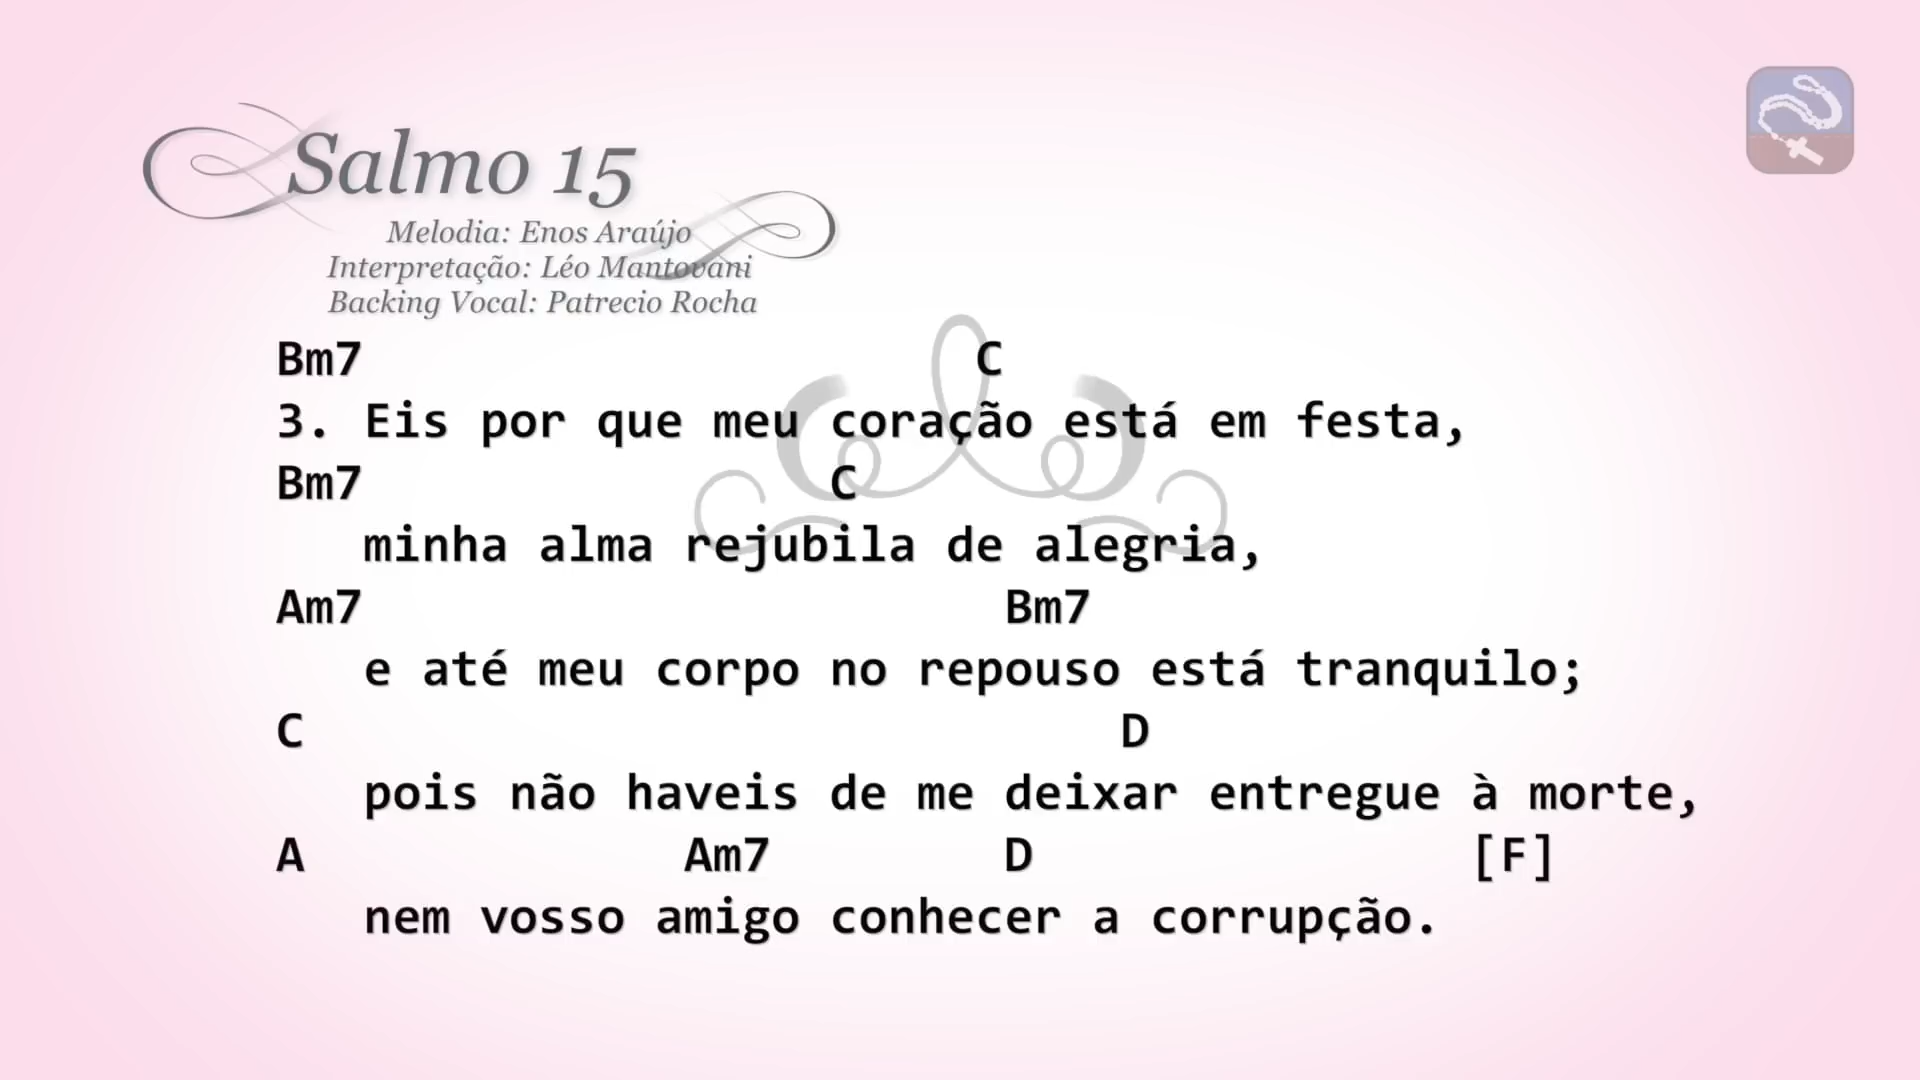 Salmo 15
Melodia: Enos Araújo
Interpretação: Léo Mantovani
Backing Vocal: Patrecio Rocha
Bm7 C
3. Eis por que meu coração está em festa,
Bm7 C
minha alma rejubila de alegria,
Am7 Bm7
e até meu corpo no repouso está tranquilo;
C D
pois não haveis de me deixar entregue à morte,
A Am7 D [F]
nem vosso amigo conhecer a corrupção.